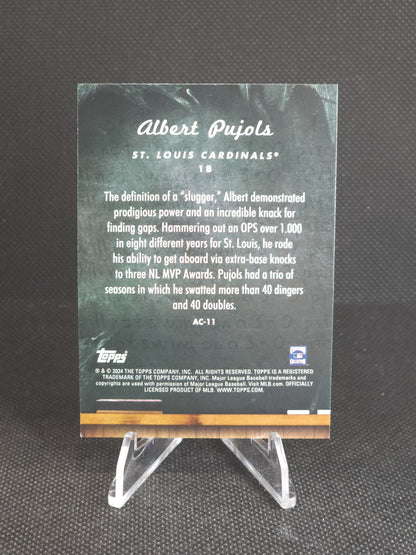 Albert Pujols
ST. LOUIS CARDINALS®
1B
The definition of a "slugger," Albert demonstrated
prodigious power and an incredible knack for
finding gaps. Hammering out an OPS over 1.000
in eight different years for St. Louis, he rode
his ability to get aboard via extra-base knocks
to three NL MVP Awards. Pujols had a trio of
seasons in which he swatted more than 40 dingers
and 40 doubles.
AC-11
Topps
® & © 2024 THE TOPPS COMPANY, INC. ALL RIGHTS RESERVED. TOPPS IS A REGISTERED
TRADEMARK OF THE TOPPS COMPANY, INC. Major League Baseball trademarks and
copyrights are used with permission of Major League Baseball. Visit MLB.com. OFFICIALLY
LICENSED PRODUCT OF MLB. WWW.TOPPS.COM.